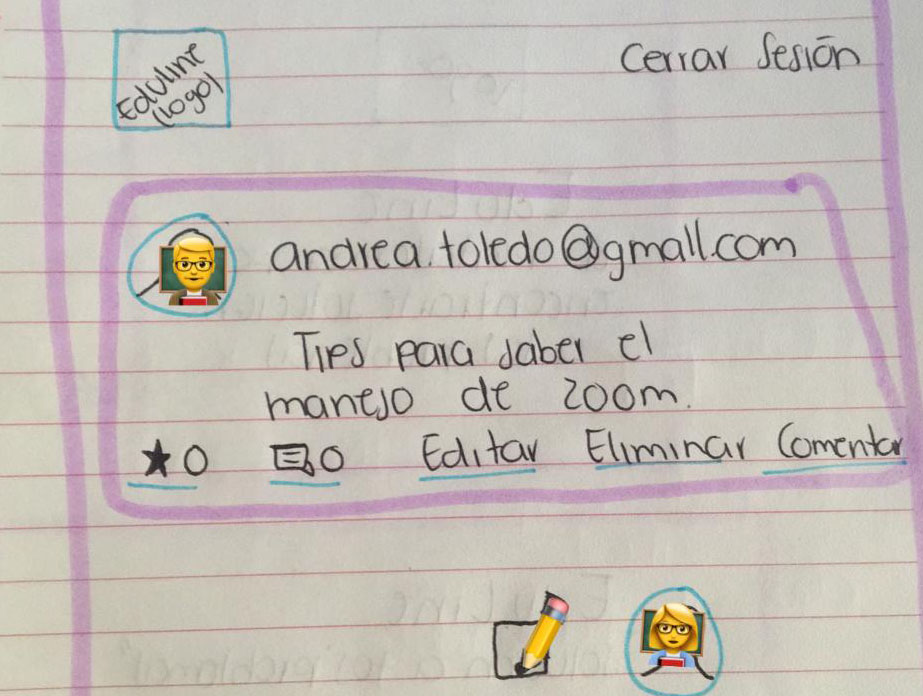 EduLine
(logo)
Cerrar Sesión
andrea.toledo@gmall.com
Tips para saber el
manejo de zoom.
★0 0 Editar Eliminar Comentar